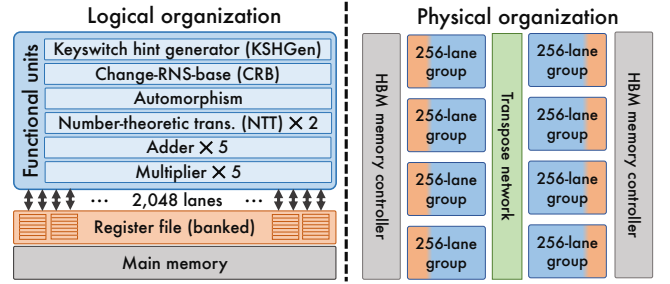 Logical organization
Functional units
Keyswitch hint generator (KSHGen)
Change-RNS-base (CRB)
Automorphism
Number-theoretic trans. (NTT) × 2
Adder × 5
Multiplier × 5
... 2,048 lanes ...
Register file (banked)
Main memory
Physical organization
HBM memory controller
256-lane
group
256-lane
group
256-lane
group
256-lane
group
Transpose network
256-lane
group
256-lane
group
256-lane
group
256-lane
group
HBM memory controller